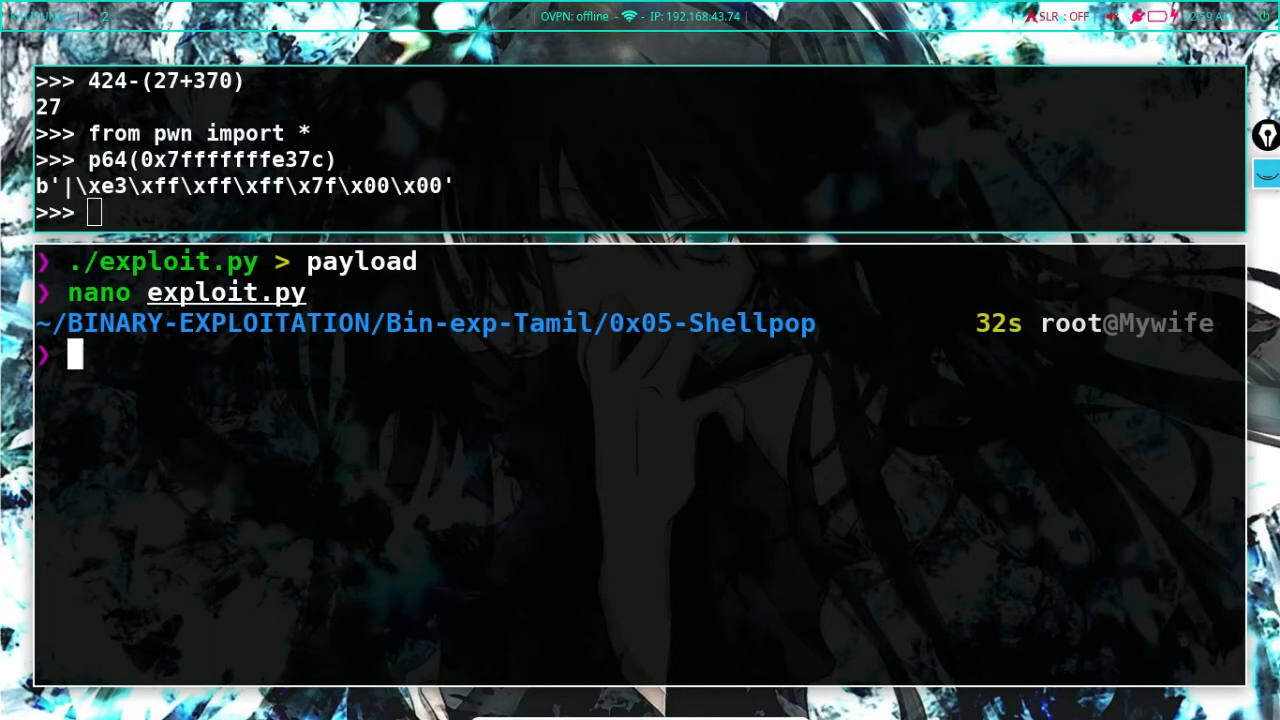 OVPN: offline - - IP: 192.168.43.74
SLR : OFF
>>> 424-(27+370)
27
>>> from pwn import *
>>> p64(0x7fffffffe37c)
b'|\xe3\xff\xff\xff\x7f\x00\x00'
>>>
❯ ./exploit.py > payload
❯ nano exploit.py
~/BINARY-EXPLOITATION/Bin-exp-Tamil/0x05-Shellpop 32s root@Mywife
❯